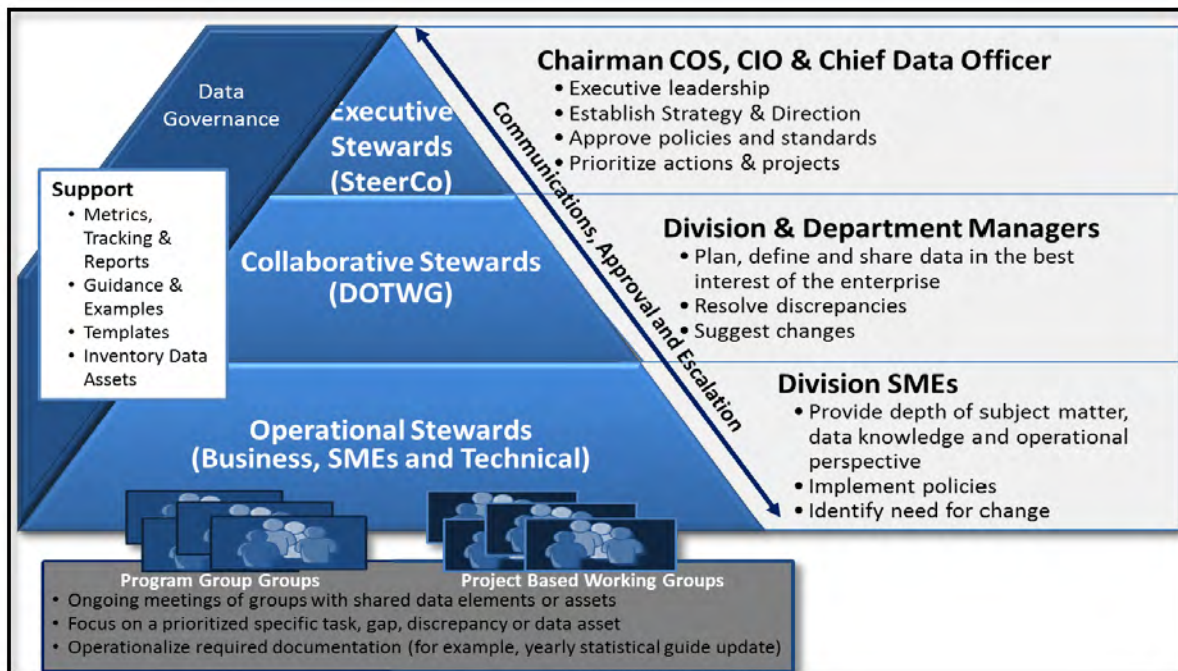 Data
Governance
Support
• Metrics,
Tracking &
Reports
• Guidance &
Examples
• Templates
• Inventory Data
Assets
Executive
Stewards
(SteerCo)
Collaborative Stewards
(DOTWG)
Operational Stewards
(Business, SMEs and Technical)
Communications, Approval and Escalation
Chairman COS, CIO & Chief Data Officer
• Executive leadership
• Establish Strategy & Direction
• Approve policies and standards
• Prioritize actions & projects
Division & Department Managers
• Plan, define and share data in the best
interest of the enterprise
• Resolve discrepancies
• Suggest changes
Division SMEs
• Provide depth of subject matter,
data knowledge and operational
perspective
• Implement policies
• Identify need for change
Program Group Groups
Project Based Working Groups
• Ongoing meetings of groups with shared data elements or assets
• Focus on a prioritized specific task, gap, discrepancy or data asset
• Operationalize required documentation (for example, yearly statistical guide update)